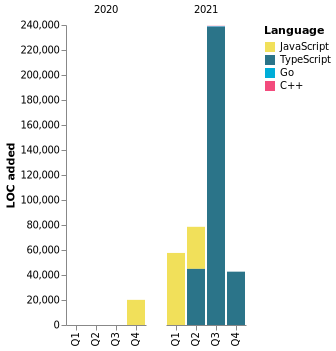 2020 2021
Language
JavaScript
TypeScript
Go
C++
LOC added
240,000
220,000
200,000
180,000
160,000
140,000
120,000
100,000
80,000
60,000
40,000
20,000
0
Q1 Q2 Q3 Q4 Q1 Q2 Q3 Q4